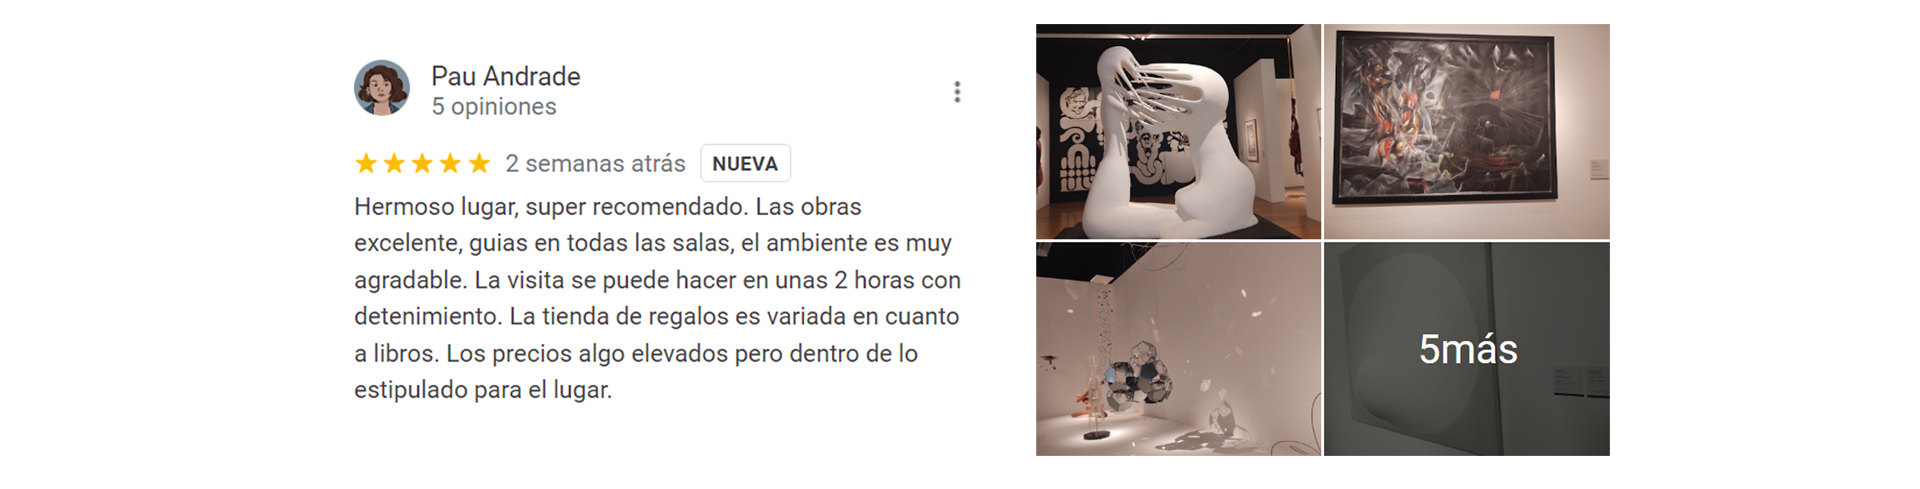 Pau Andrade
5 opiniones
2 semanas atrás NUEVA
Hermoso lugar, super recomendado. Las obras
excelente, guias en todas las salas, el ambiente es muy
agradable. La visita se puede hacer en unas 2 horas con
detenimiento. La tienda de regalos es variada en cuanto
a libros. Los precios algo elevados pero dentro de lo
estipulado para el lugar.
5más